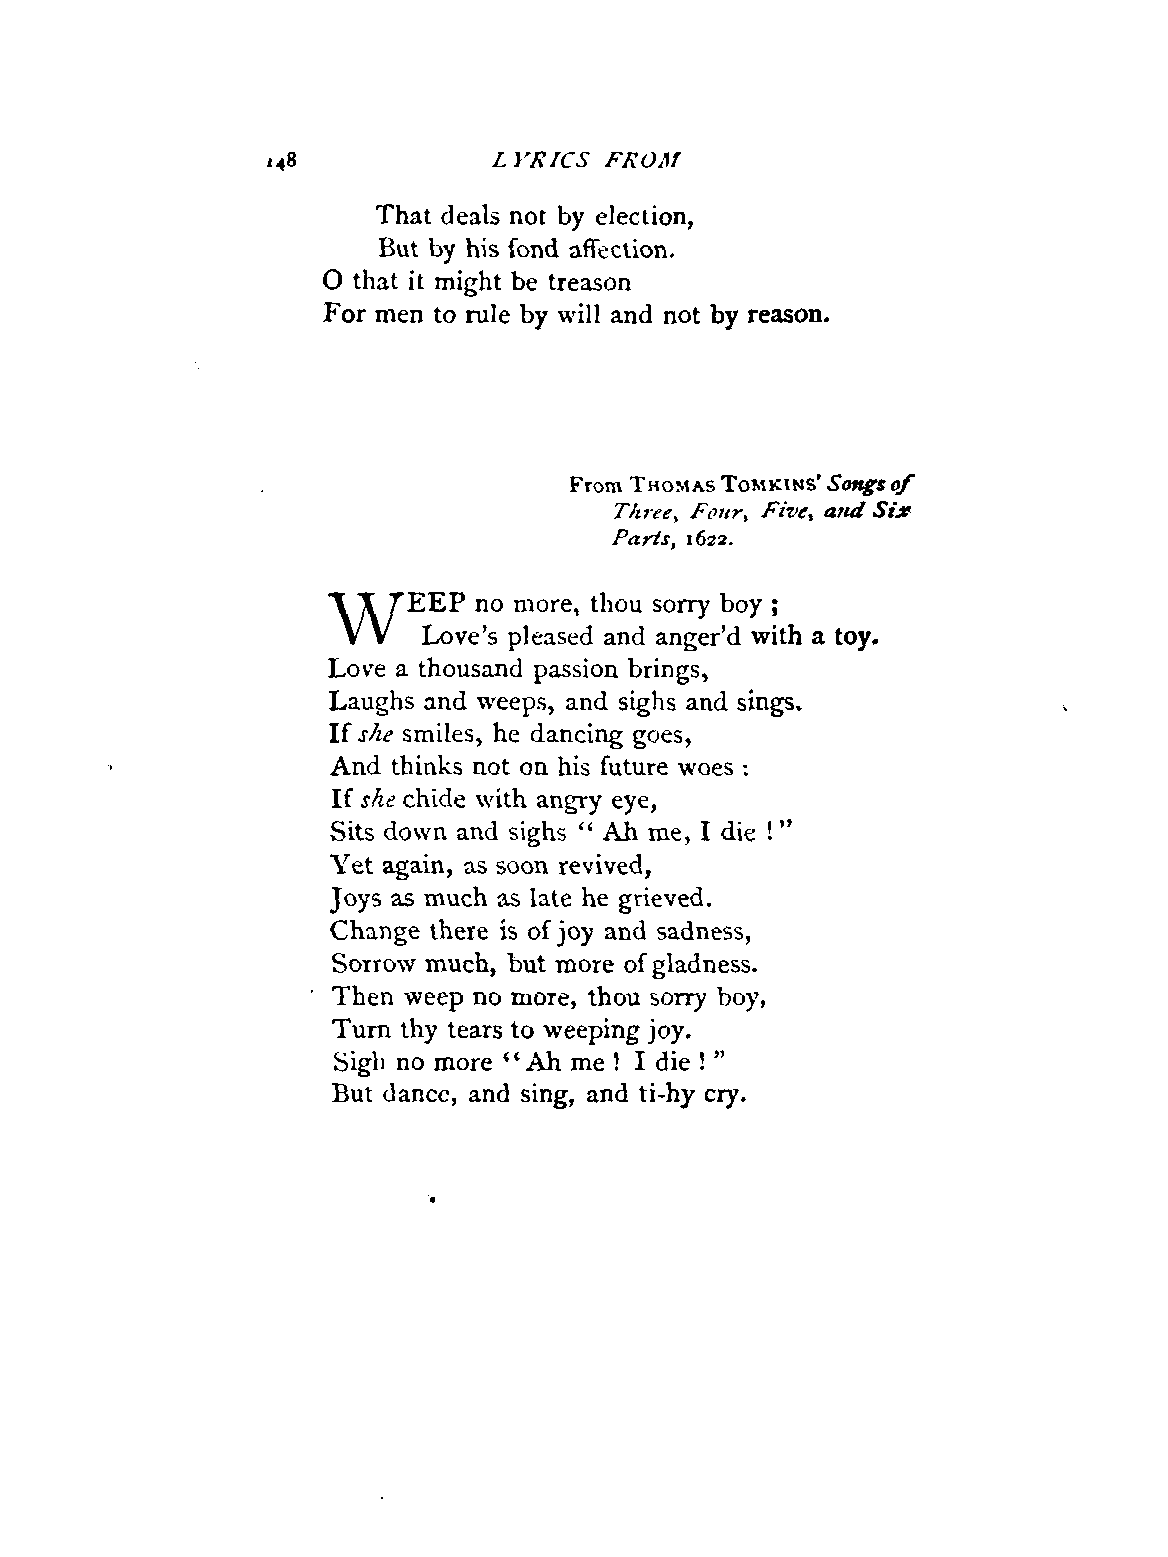 148 LYRICS FROM
That deals not by election,
But by his fond affection.
O that it might be treason
For men to rule by will and not by reason.
From THOMAS TOMKINS' Songs of
Three, Four, Five, and Six
Parts, 1622.
WEEP no more, thou sorry boy ;
Love's pleased and anger'd with a toy.
Love a thousand passion brings,
Laughs and weeps, and sighs and sings.
If she smiles, he dancing goes,
And thinks not on his future woes :
If she chide with angry eye,
Sits down and sighs “ Ah me, I die ! ”
Yet again, as soon revived,
Joys as much as late he grieved.
Change there is of joy and sadness,
Sorrow much, but more of gladness.
Then weep no more, thou sorry boy,
Turn thy tears to weeping joy.
Sigh no more “ Ah me ! I die ! ”
But dance, and sing, and ti-hy cry.